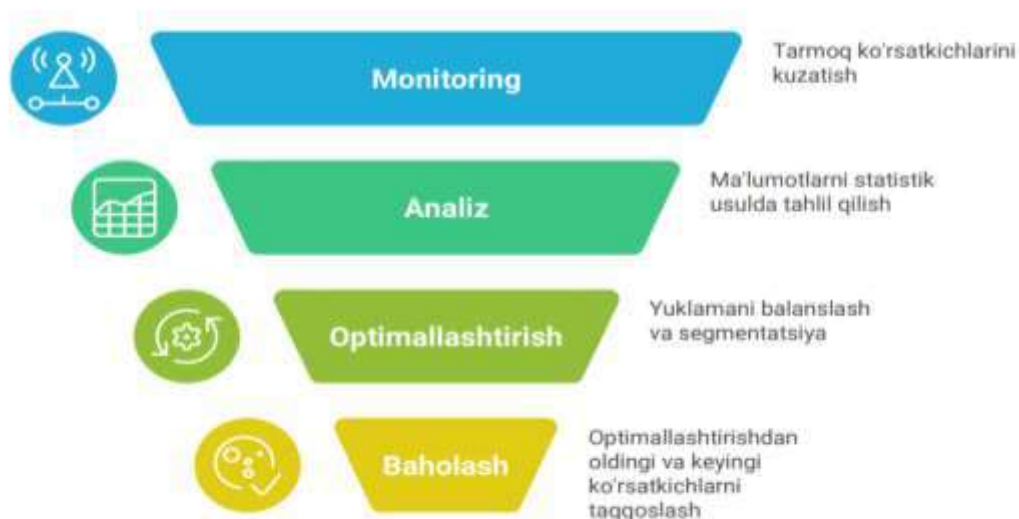 Monitoring
Tarmoq ko'rsatkichlarini
kuzatish
Analiz
Ma'lumotlarni statistik
usulda tahlil qilish
Optimallashtirish
Yuklamani balanslash
va segmentatsiya
Baholash
Optimallashtirishdan
oldingi va keyingi
ko'rsatkichlarni
taqqoslash